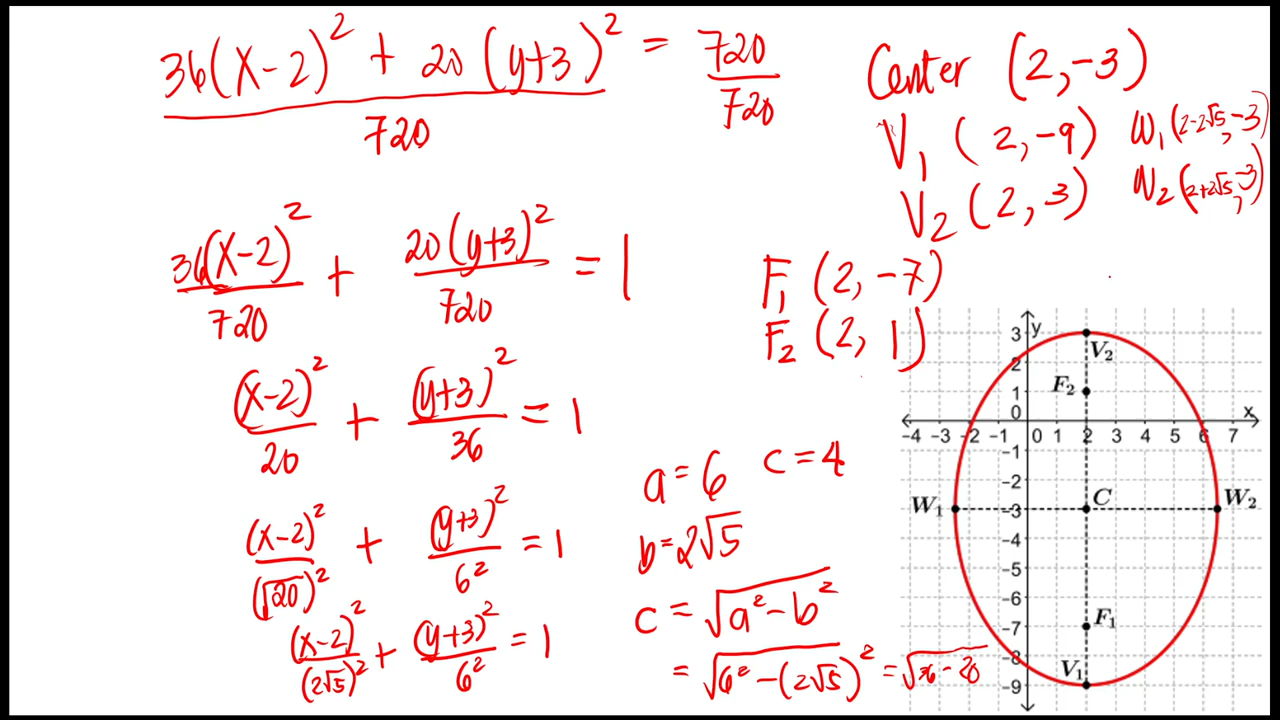 36(x-2)² + 20(y+3)² = 720
720 720
Center (2,-3)
V₁ (2,-9) W₁(2-2√5,-3)
V₂ (2,3) W₂(2+2√5,-3)
36(x-2)²/720 + 20(y+3)²/720 = 1
F₁ (2,-7)
F₂ (2, 1)
(x-2)²/20 + (y+3)²/36 = 1
a=6 c=4
(x-2)²/(√20)² + (y+3)²/6² = 1
b=2√5
(x-2)²/(2√5)² + (y+3)²/6² = 1
c = √a²-b²
= √6²-(2√5)² = √36-20
y
x
3
2
1
0
-4 -3 -2 -1 0 1 2 3 4 5 6 7
-1
-2
-3
-4
-5
-6
-7
-8
-9
V₂
F₂
W₁ C W₂
F₁
V₁